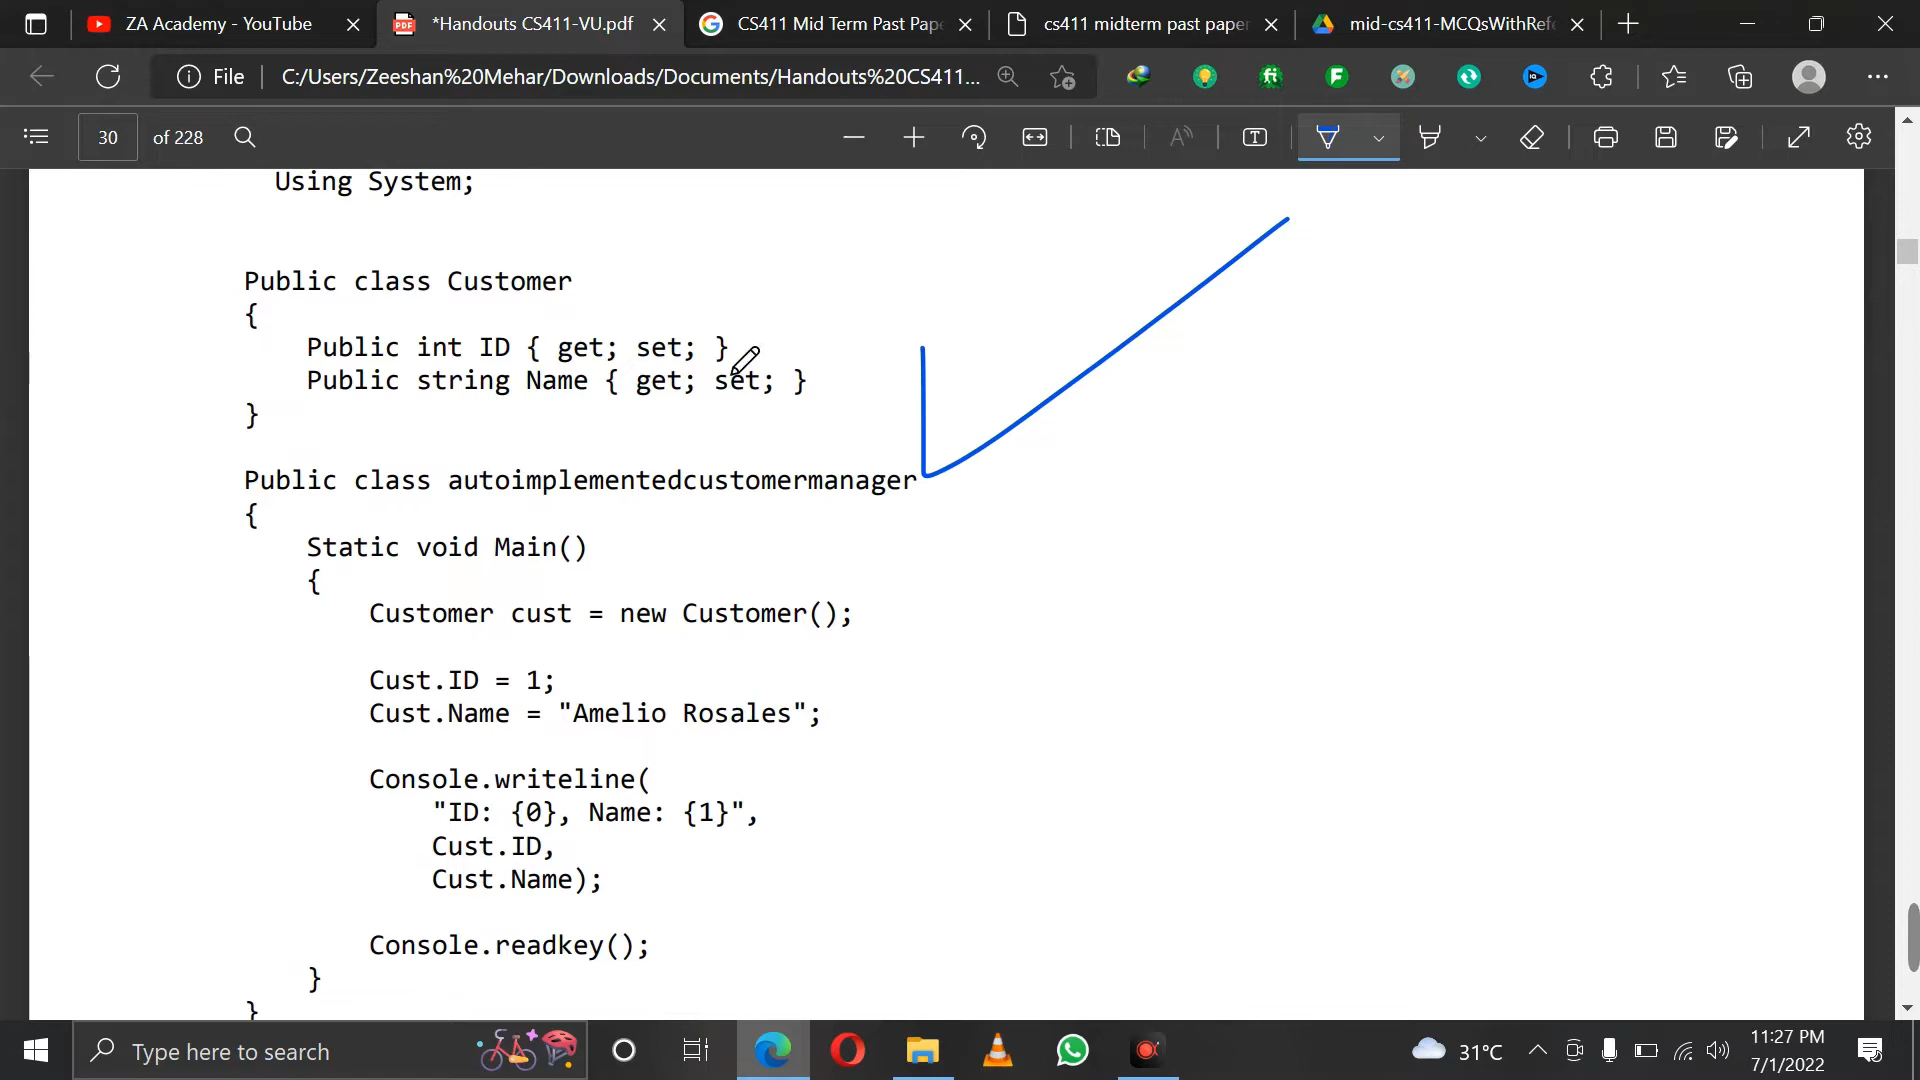 ZA Academy - YouTube
*Handouts CS411-VU.pdf
CS411 Mid Term Past Pap
cs411 midterm past paper
mid-cs411-MCQsWithRefe
File
C:/Users/Zeeshan%20Mehar/Downloads/Documents/Handouts%20CS411...
30 of 228
Using System;
Public class Customer
{
Public int ID { get; set; }
Public string Name { get; set; }
}
Public class autoimplementedcustomermanager
{
Static void Main()
{
Customer cust = new Customer();
Cust.ID = 1;
Cust.Name = "Amelio Rosales";
Console.writeline(
"ID: {0}, Name: {1}",
Cust.ID,
Cust.Name);
Console.readkey();
}
}
Type here to search
31°C
11:27 PM
7/1/2022